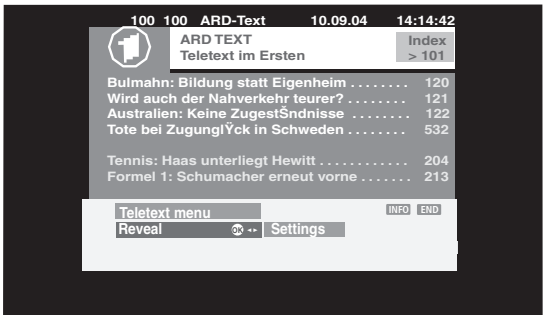 100 100 ARD-Text 10.09.04 14:14:42
ARD TEXT Index
Teletext im Ersten > 101
Bulmahn: Bildung statt Eigenheim . . . . . . . . 120
Wird auch der Nahverkehr teurer? . . . . . . . . 121
Australien: Keine ZugestŠndnisse . . . . . . . . 122
Tote bei ZugunglŸck in Schweden . . . . . . . . 532
Tennis: Haas unterliegt Hewitt . . . . . . . . . . . . 204
Formel 1: Schumacher erneut vorne . . . . . . . 213
Teletext menu INFO END
Reveal OK Settings